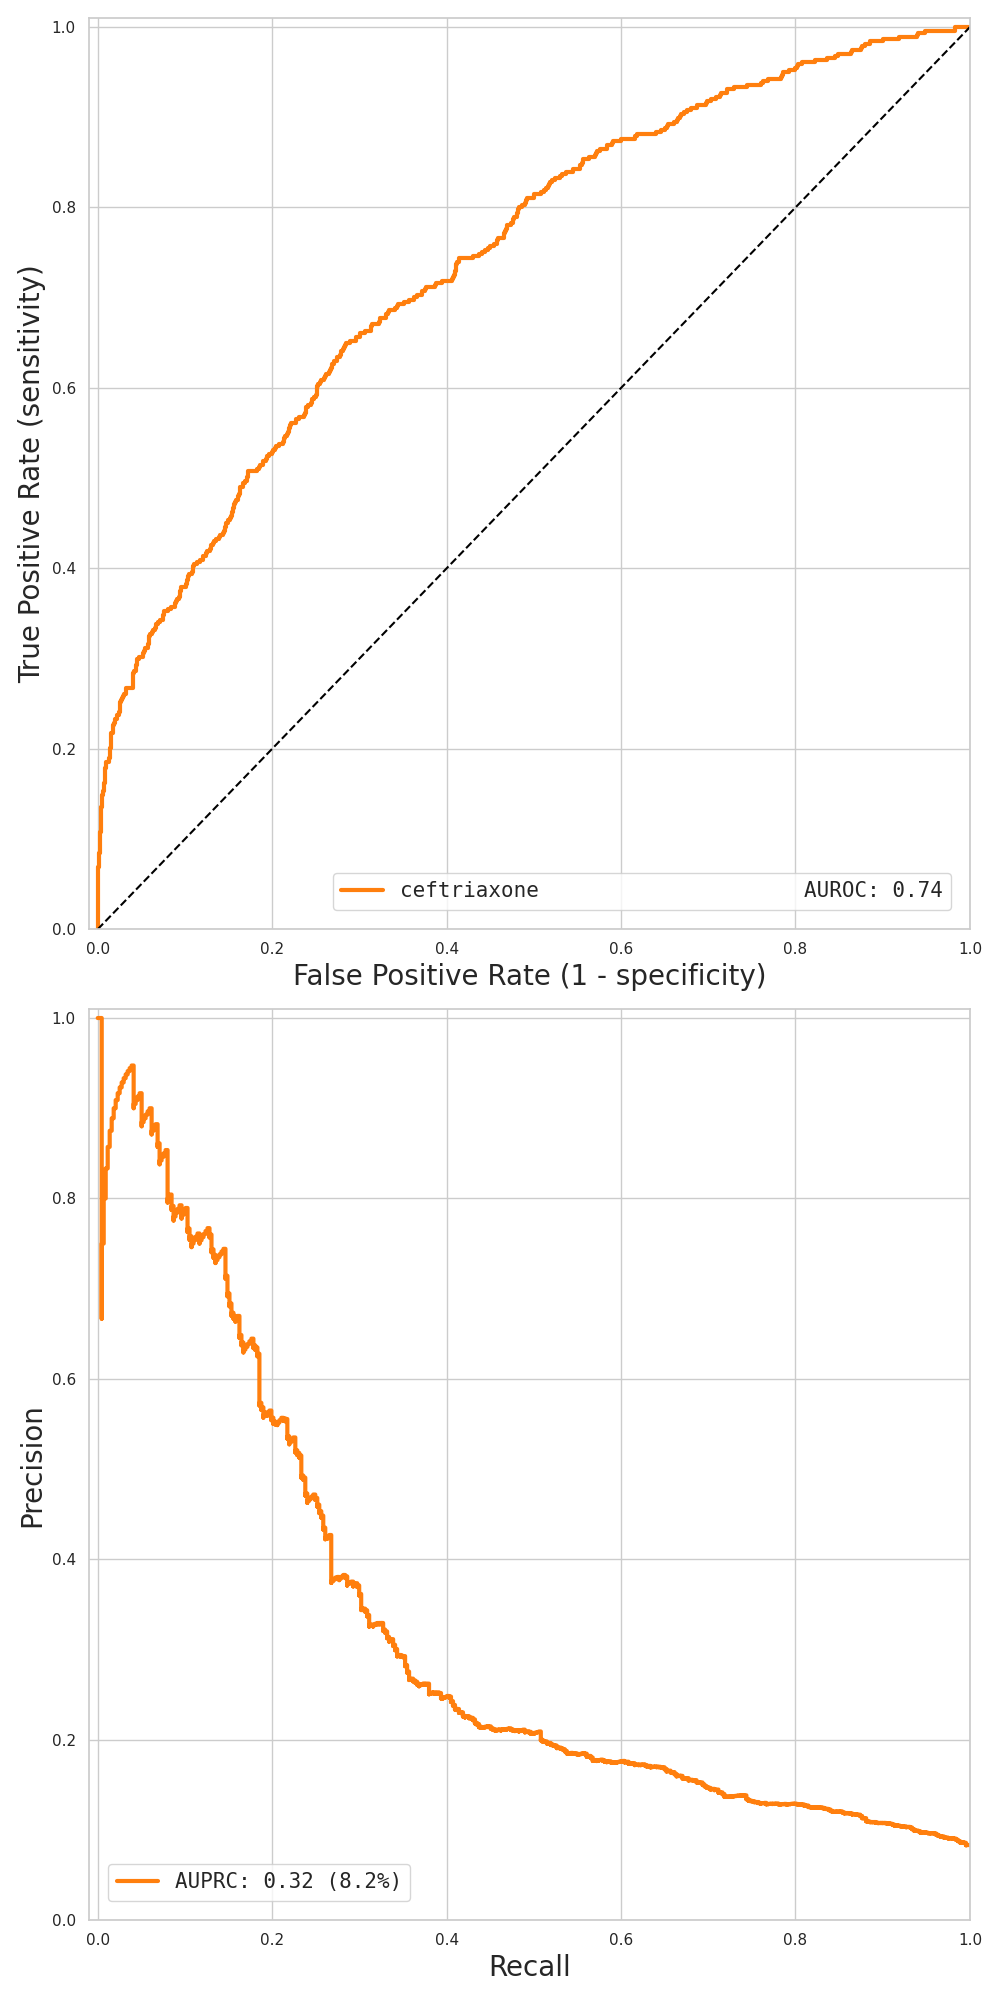 1.0
0.8
0.6
0.4
0.2
0.0
True Positive Rate (sensitivity)
ceftriaxone AUROC: 0.74
0.0 0.2 0.4 0.6 0.8 1.0
False Positive Rate (1 - specificity)
1.0
0.8
0.6
0.4
0.2
0.0
Precision
AUPRC: 0.32 (8.2%)
0.0 0.2 0.4 0.6 0.8 1.0
Recall